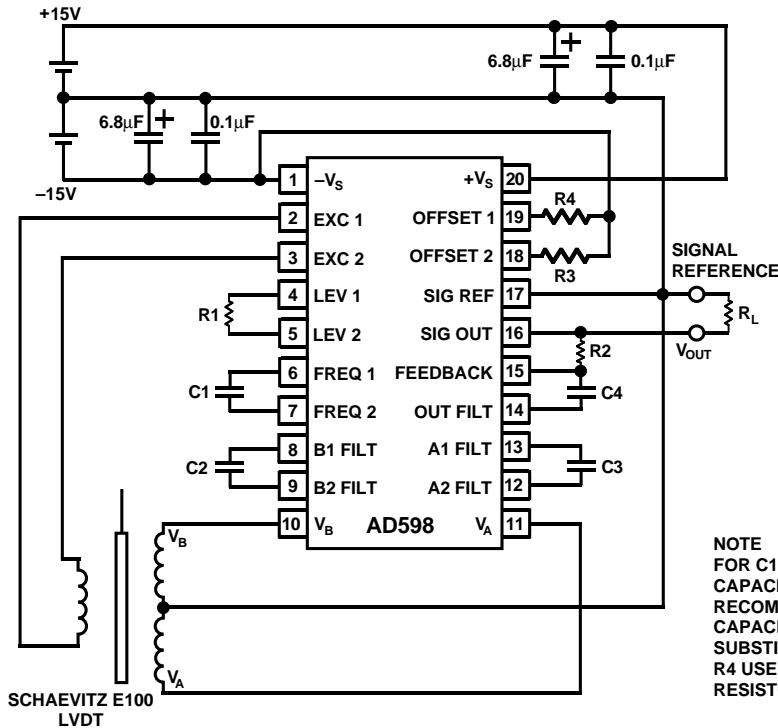 +15V
6.8μF
+
0.1μF
6.8μF
+
0.1μF
–15V
1
–VS
+VS
20
R4
2
EXC 1
OFFSET 1
19
3
EXC 2
OFFSET 2
18
R3
SIGNAL
REFERENCE
4
LEV 1
SIG REF
17
R1
RL
5
LEV 2
SIG OUT
16
VOUT
R2
6
FREQ 1
FEEDBACK
15
C1
C4
7
FREQ 2
OUT FILT
14
8
B1 FILT
A1 FILT
13
C2
C3
9
B2 FILT
A2 FILT
12
10
VB
AD598
VA
11
VB
VA
SCHAEVITZ E100
LVDT
NOTE
FOR C1
CAPACI
RECOM
CAPACI
SUBSTI
R4 USE
RESIST